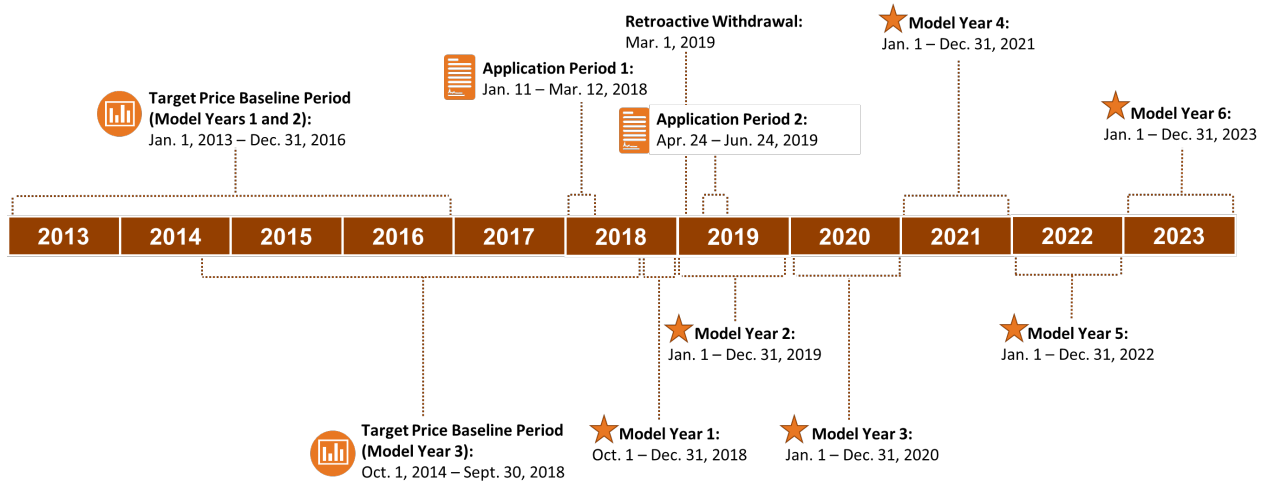 Retroactive Withdrawal:
Mar. 1, 2019
Model Year 4:
Jan. 1 – Dec. 31, 2021
Application Period 1:
Jan. 11 – Mar. 12, 2018
Target Price Baseline Period
(Model Years 1 and 2):
Jan. 1, 2013 – Dec. 31, 2016
Application Period 2:
Apr. 24 – Jun. 24, 2019
Model Year 6:
Jan. 1 – Dec. 31, 2023
2013 2014 2015 2016 2017 2018 2019 2020 2021 2022 2023
Model Year 2:
Jan. 1 – Dec. 31, 2019
Model Year 5:
Jan. 1 – Dec. 31, 2022
Target Price Baseline Period
(Model Year 3):
Oct. 1, 2014 – Sept. 30, 2018
Model Year 1:
Oct. 1 – Dec. 31, 2018
Model Year 3:
Jan. 1 – Dec. 31, 2020